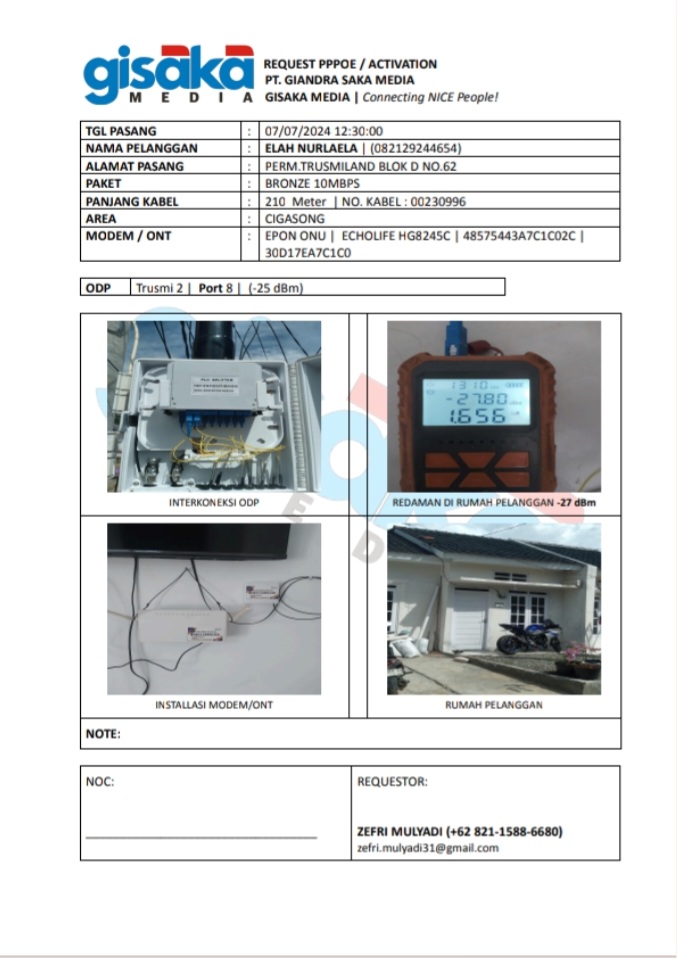 gisaka
MEDIA
REQUEST PPPOE / ACTIVATION
PT. GIANDRA SAKA MEDIA
GISAKA MEDIA | Connecting NICE People!
TGL PASANG : 07/07/2024 12:30:00
NAMA PELANGGAN : ELAH NURLAELA | (082129244654)
ALAMAT PASANG : PERM.TRUSMILAND BLOK D NO.62
PAKET : BRONZE 10MBPS
PANJANG KABEL : 210 Meter | NO. KABEL : 00230996
AREA : CIGASONG
MODEM / ONT : EPON ONU | ECHOLIFE HG8245C | 48575443A7C1C02C |
30D17EA7C1C0
ODP Trusmi 2 | Port 8 | (-25 dBm)
1310
-27.80
1.656
INTERKONEKSI ODP
REDAMAN DI RUMAH PELANGGAN -27 dBm
INSTALLASI MODEM/ONT
RUMAH PELANGGAN
NOTE:
NOC:
REQUESTOR:
ZEFRI MULYADI (+62 821-1588-6680)
zefri.mulyadi31@gmail.com